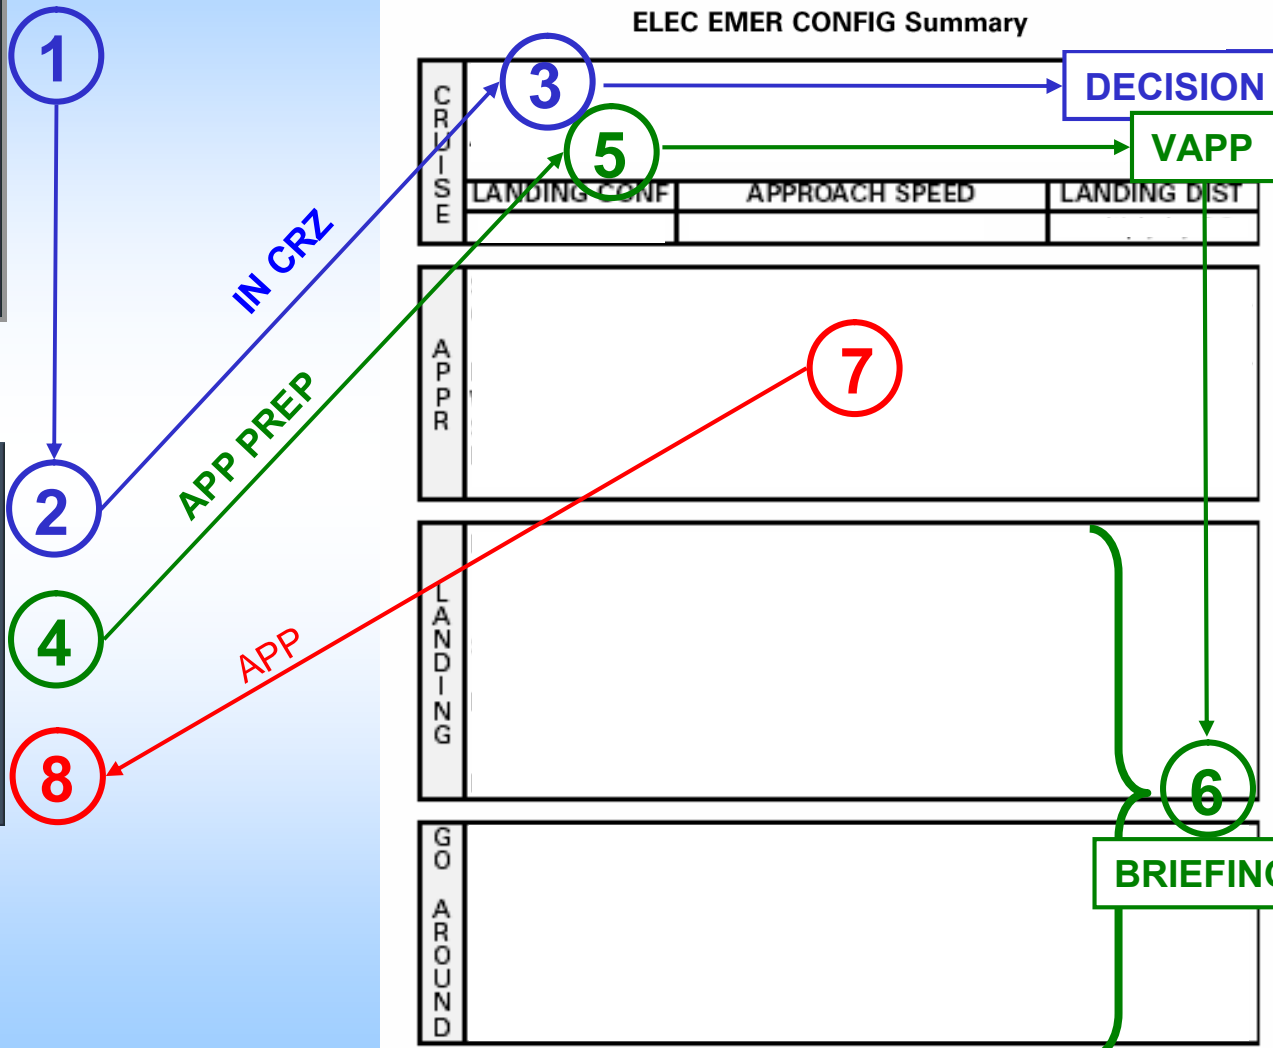 ELEC EMER CONFIG Summary
1
3
DECISION
CRUISE
5
VAPP
LANDING CONF
APPROACH SPEED
LANDING DIST
IN CRZ
APPR
7
APP PREP
2
LANDING
4
APP
8
6
GO AROUND
BRIEFING